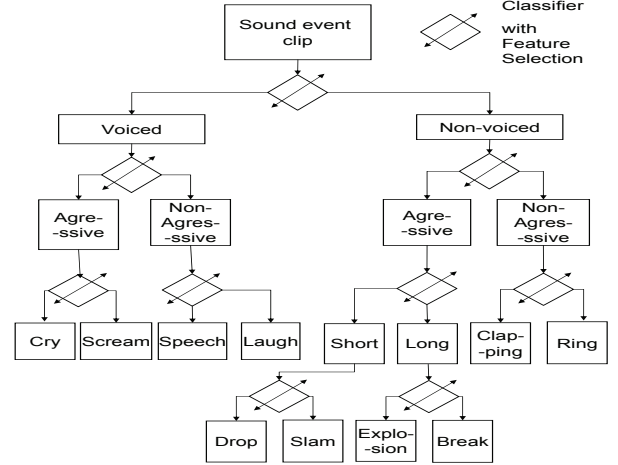 Sound event
clip
Classifier
with
Feature
Selection
Voiced
Non-voiced
Agre-
-ssive
Non-
Agres-
-ssive
Agre-
-ssive
Non-
Agres-
-ssive
Cry
Scream
Speech
Laugh
Short
Long
Clap-
-ping
Ring
Drop
Slam
Explo-
-sion
Break